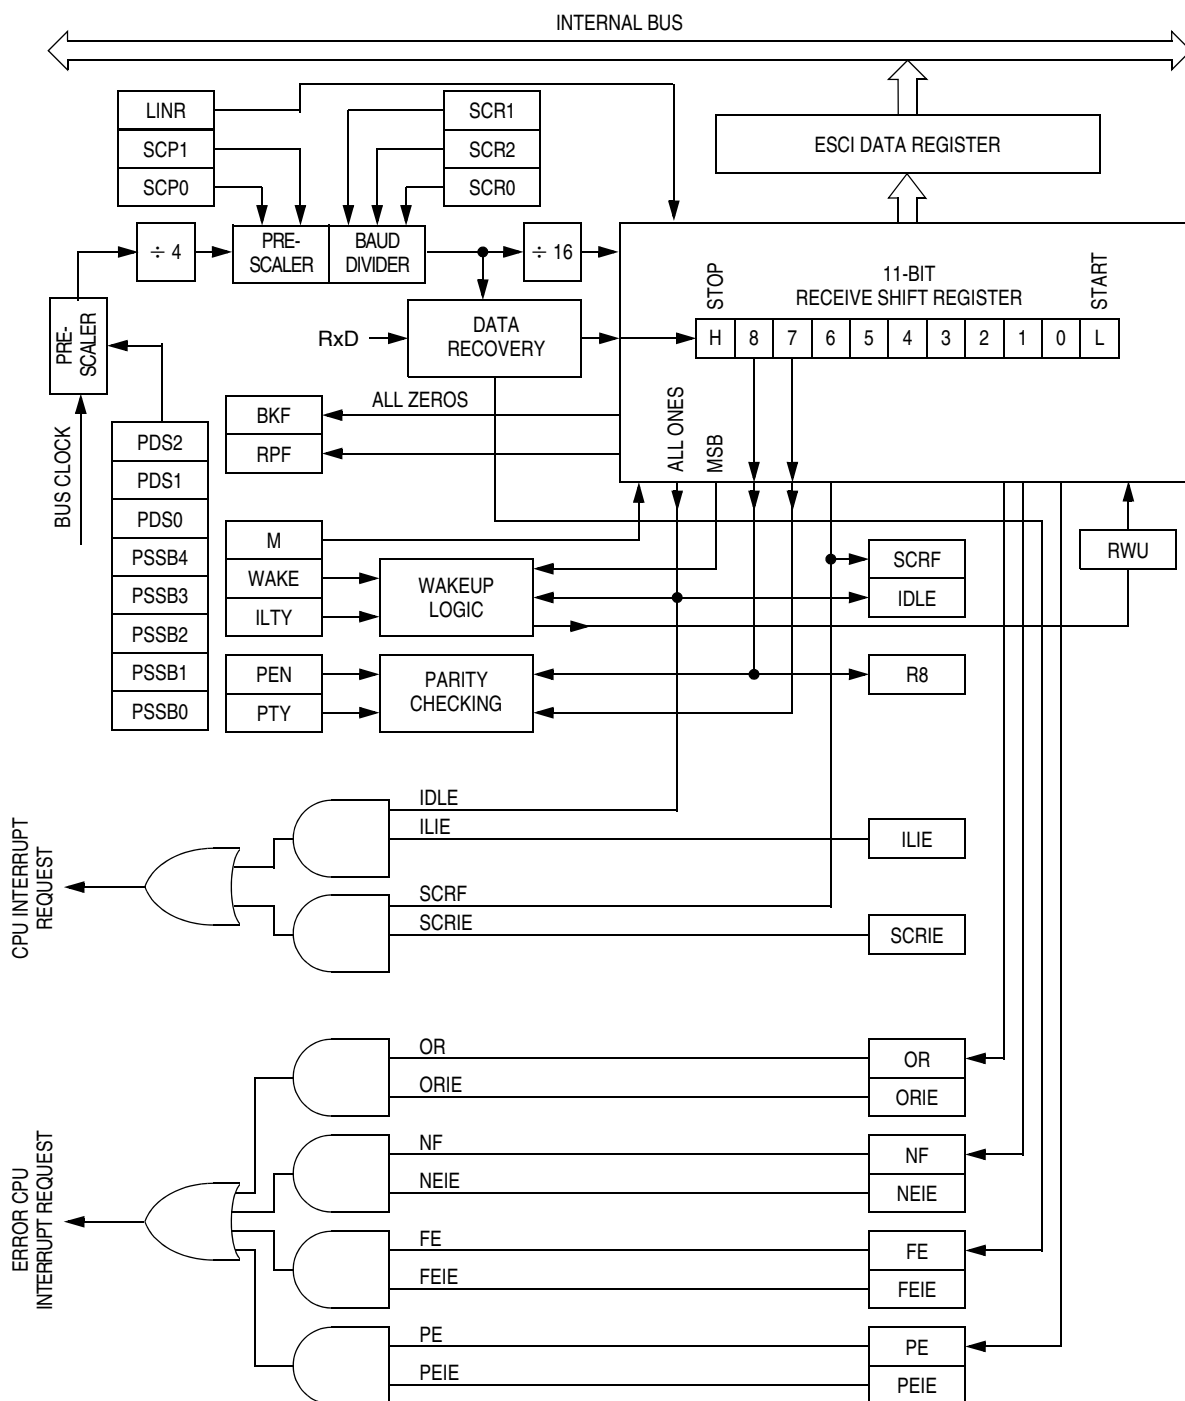 INTERNAL BUS
LINR
SCP1
SCP0
SCR1
SCR2
SCR0
ESCI DATA REGISTER
÷ 4
PRE-
SCALER
BAUD
DIVIDER
÷ 16
PRE-
SCALER
BUS CLOCK
RxD
DATA
RECOVERY
STOP
11-BIT
RECEIVE SHIFT REGISTER
START
H 8 7 6 5 4 3 2 1 0 L
ALL ZEROS
ALL ONES
MSB
BKF
RPF
PDS2
PDS1
PDS0
PSSB4
PSSB3
PSSB2
PSSB1
PSSB0
M
WAKE
ILTY
WAKEUP
LOGIC
SCRF
IDLE
RWU
PEN
PTY
PARITY
CHECKING
R8
CPU INTERRUPT
REQUEST
IDLE
ILIE
ILIE
SCRF
SCRIE
SCRIE
ERROR CPU
INTERRUPT REQUEST
OR
ORIE
OR
ORIE
NF
NEIE
NF
NEIE
FE
FEIE
FE
FEIE
PE
PEIE
PE
PEIE